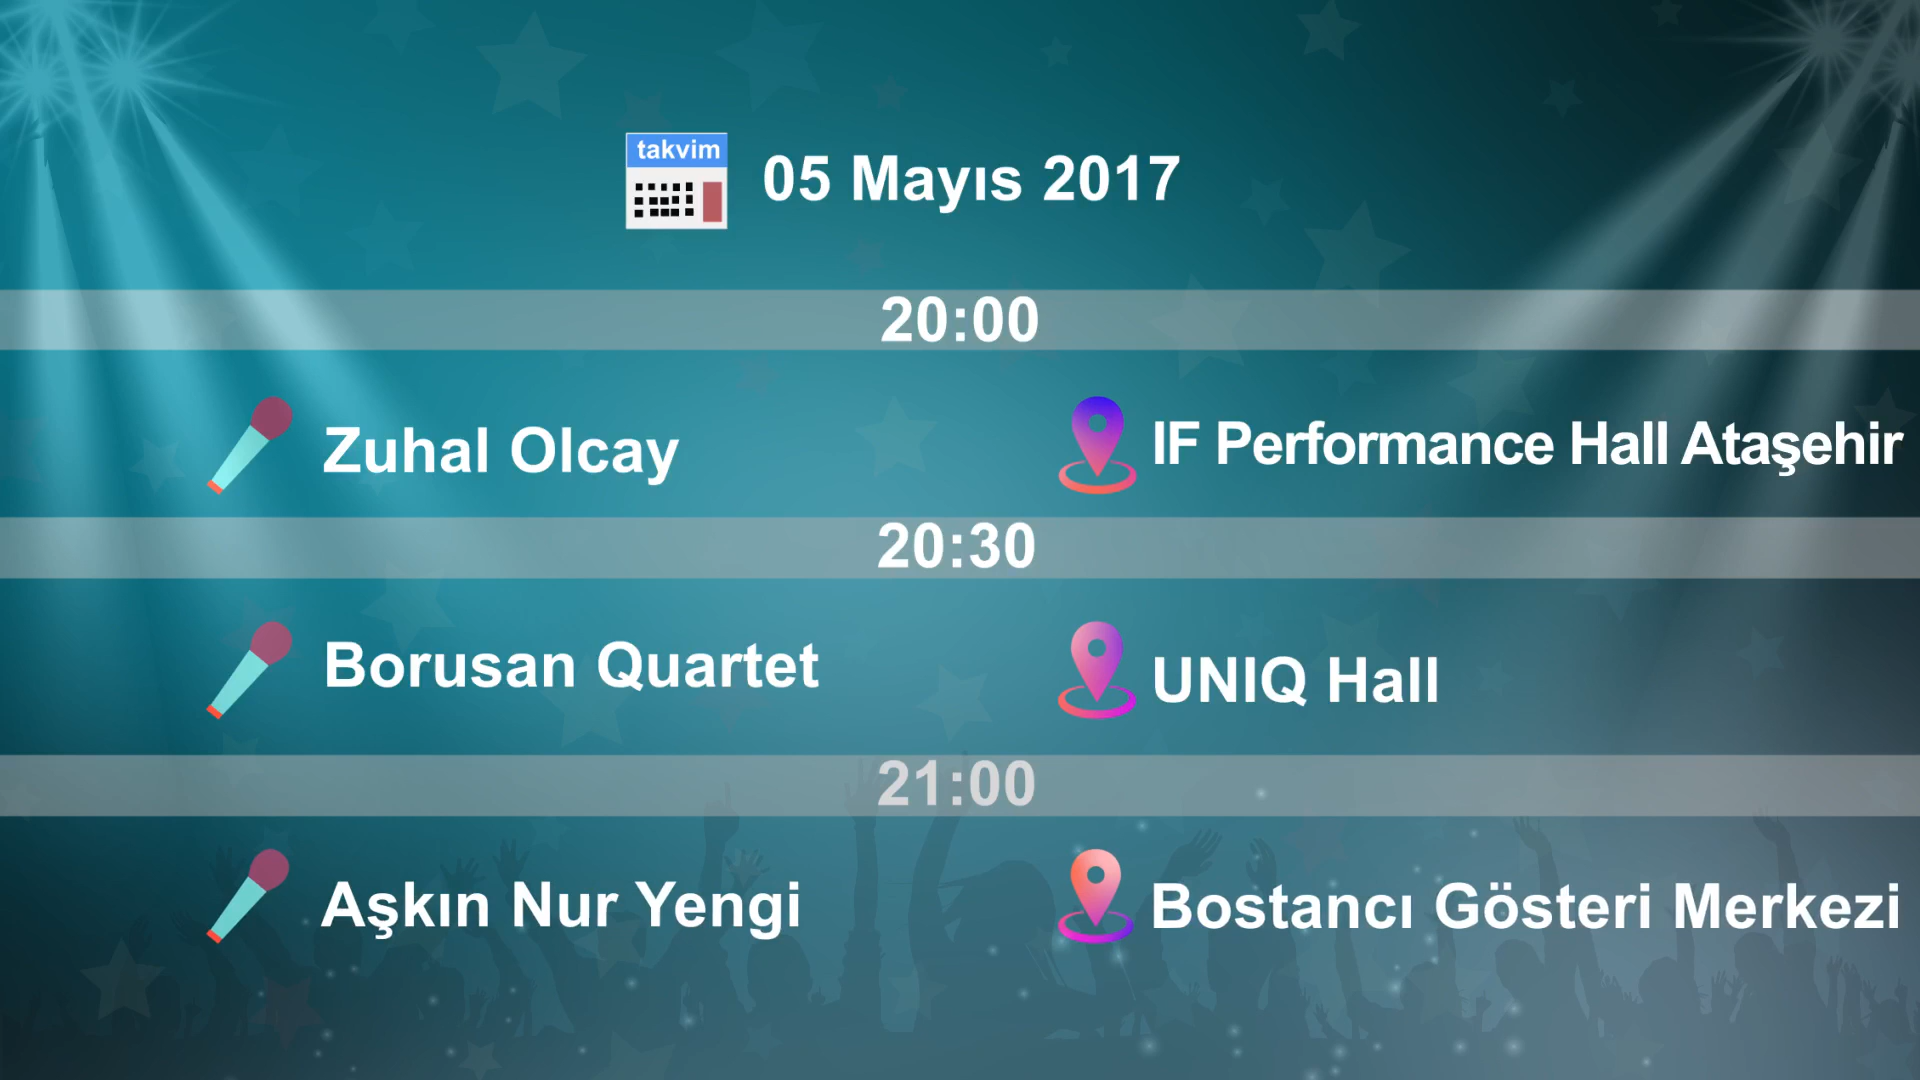 takvim
05 Mayıs 2017
20:00
Zuhal Olcay
IF Performance Hall Ataşehir
20:30
Borusan Quartet
UNIQ Hall
21:00
Aşkın Nur Yengi
Bostancı Gösteri Merkezi